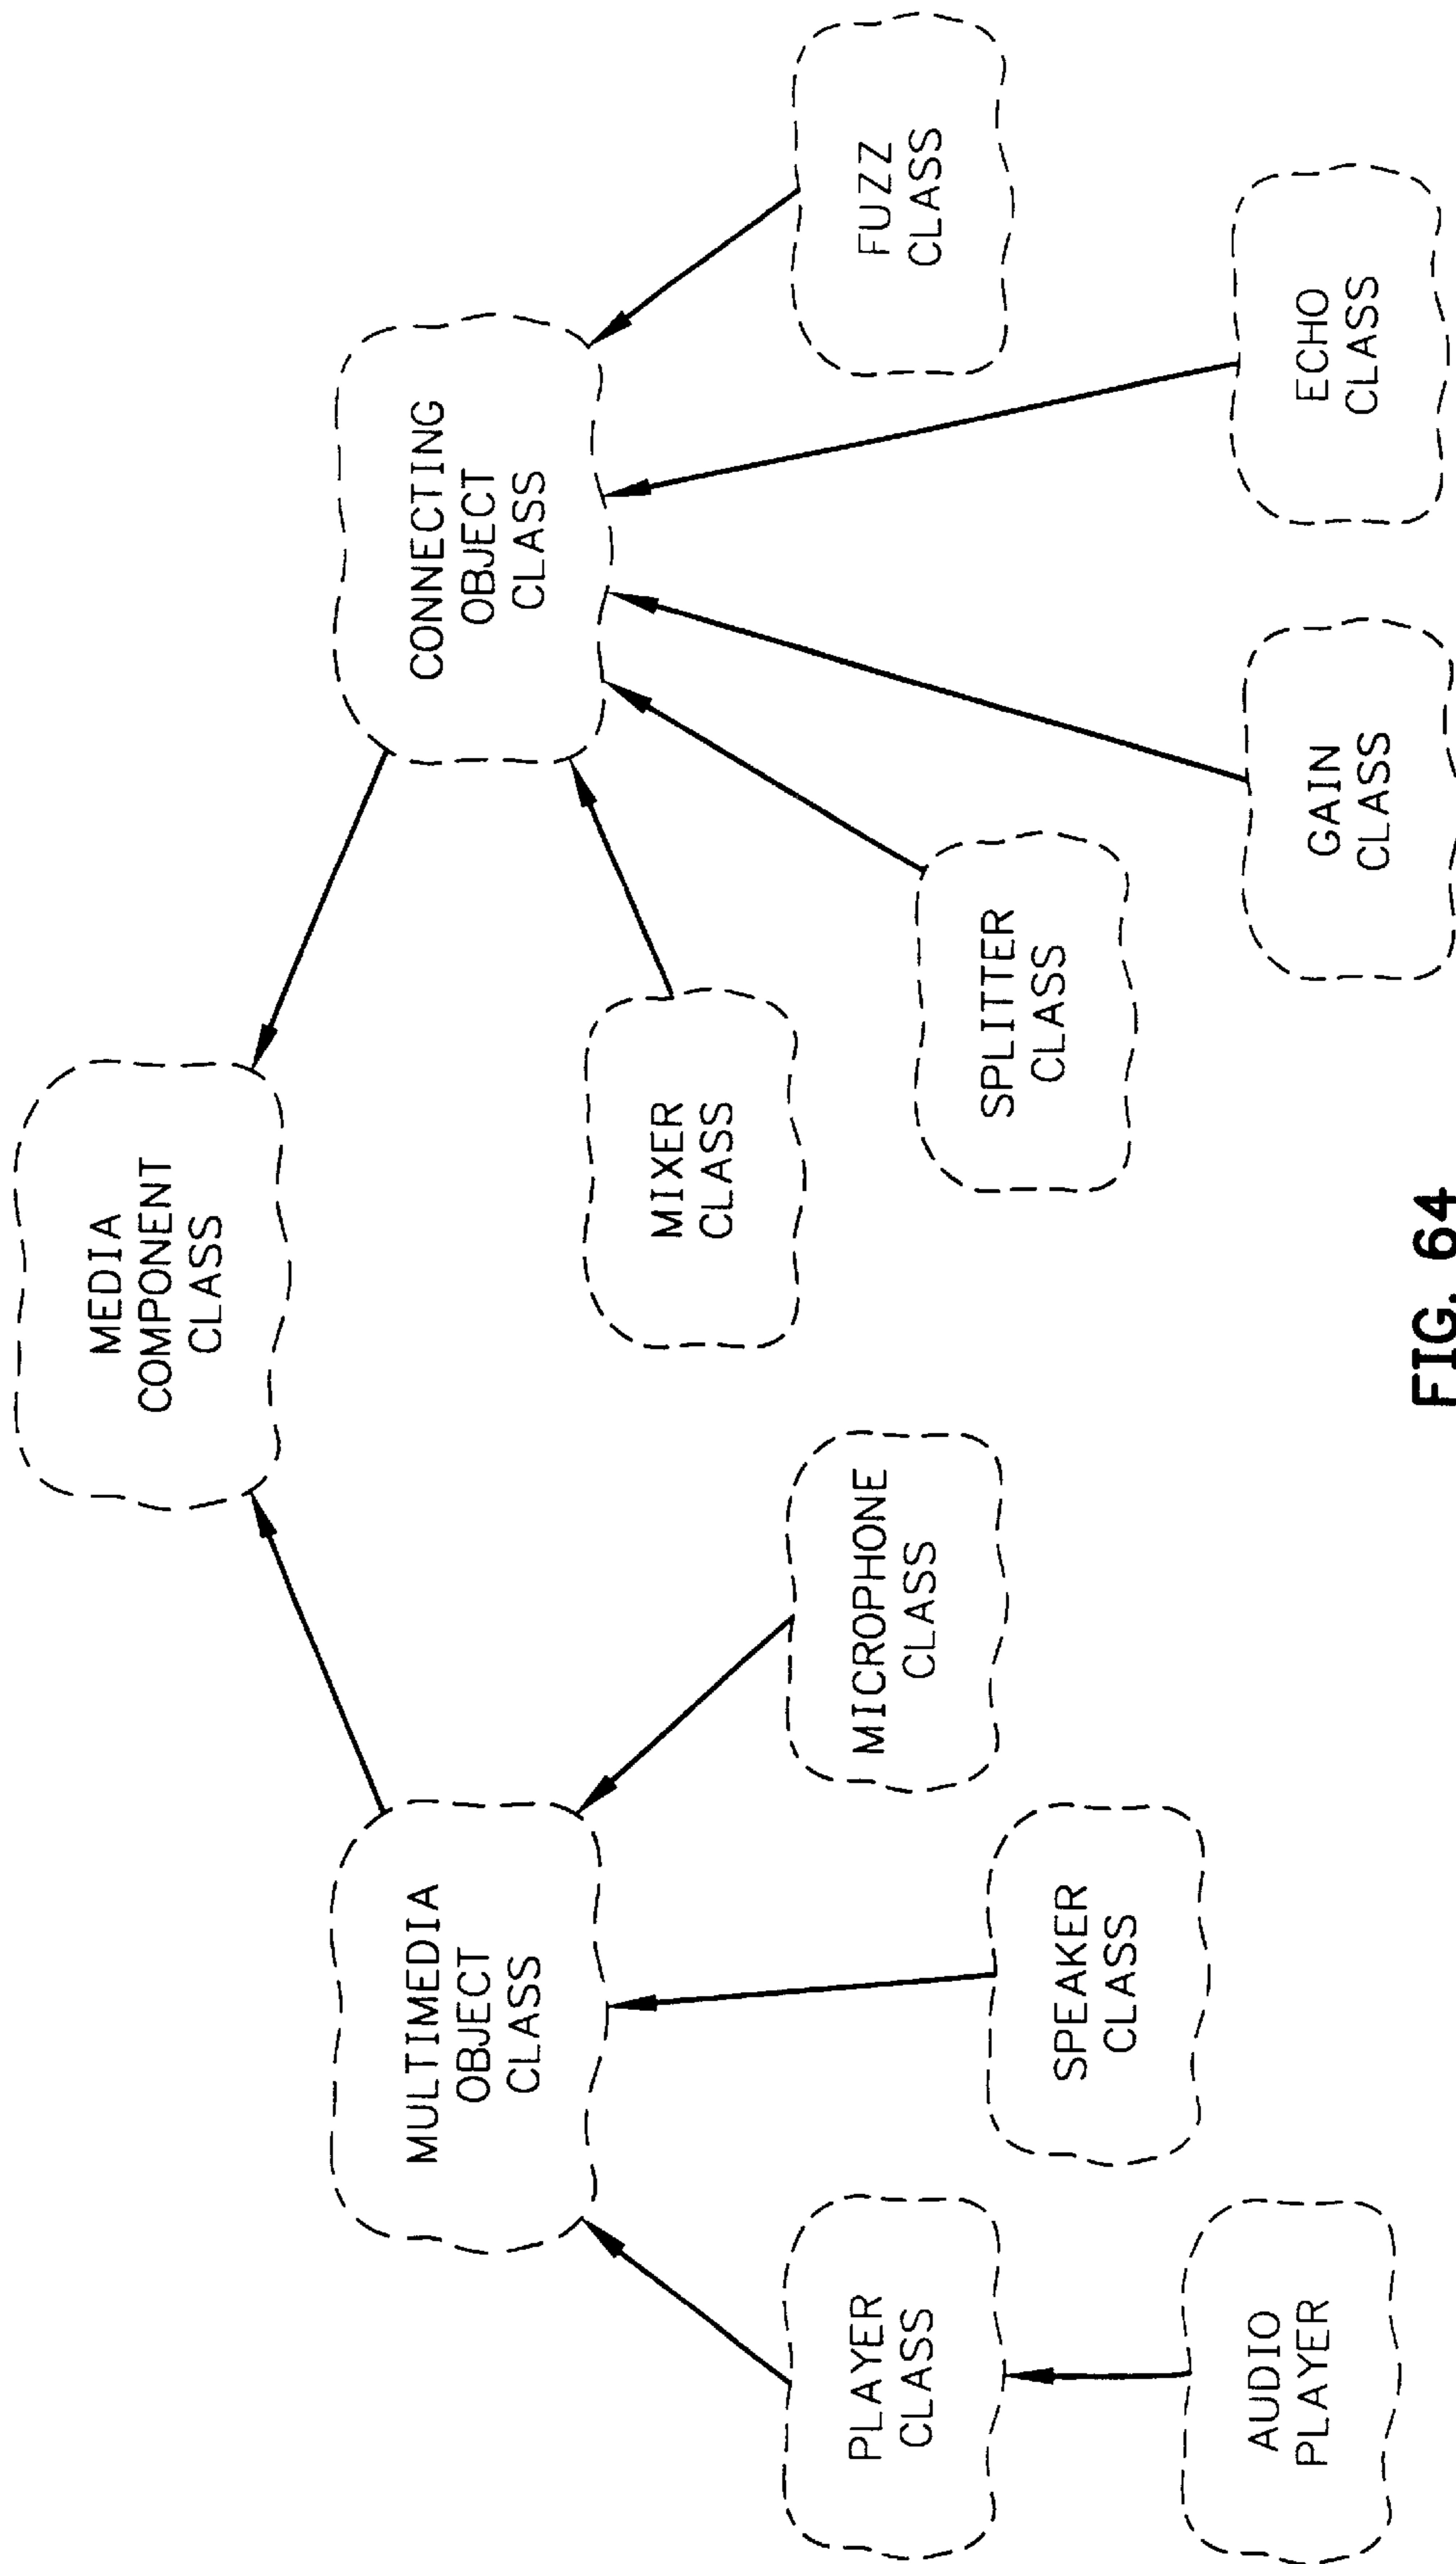 MEDIA
COMPONENT
CLASS
MULTIMEDIA
OBJECT
CLASS
CONNECTING
OBJECT
CLASS
PLAYER
CLASS
MICROPHONE
CLASS
MIXER
CLASS
FUZZ
CLASS
SPEAKER
CLASS
SPLITTER
CLASS
AUDIO
PLAYER
GAIN
CLASS
ECHO
CLASS
FIG. 64